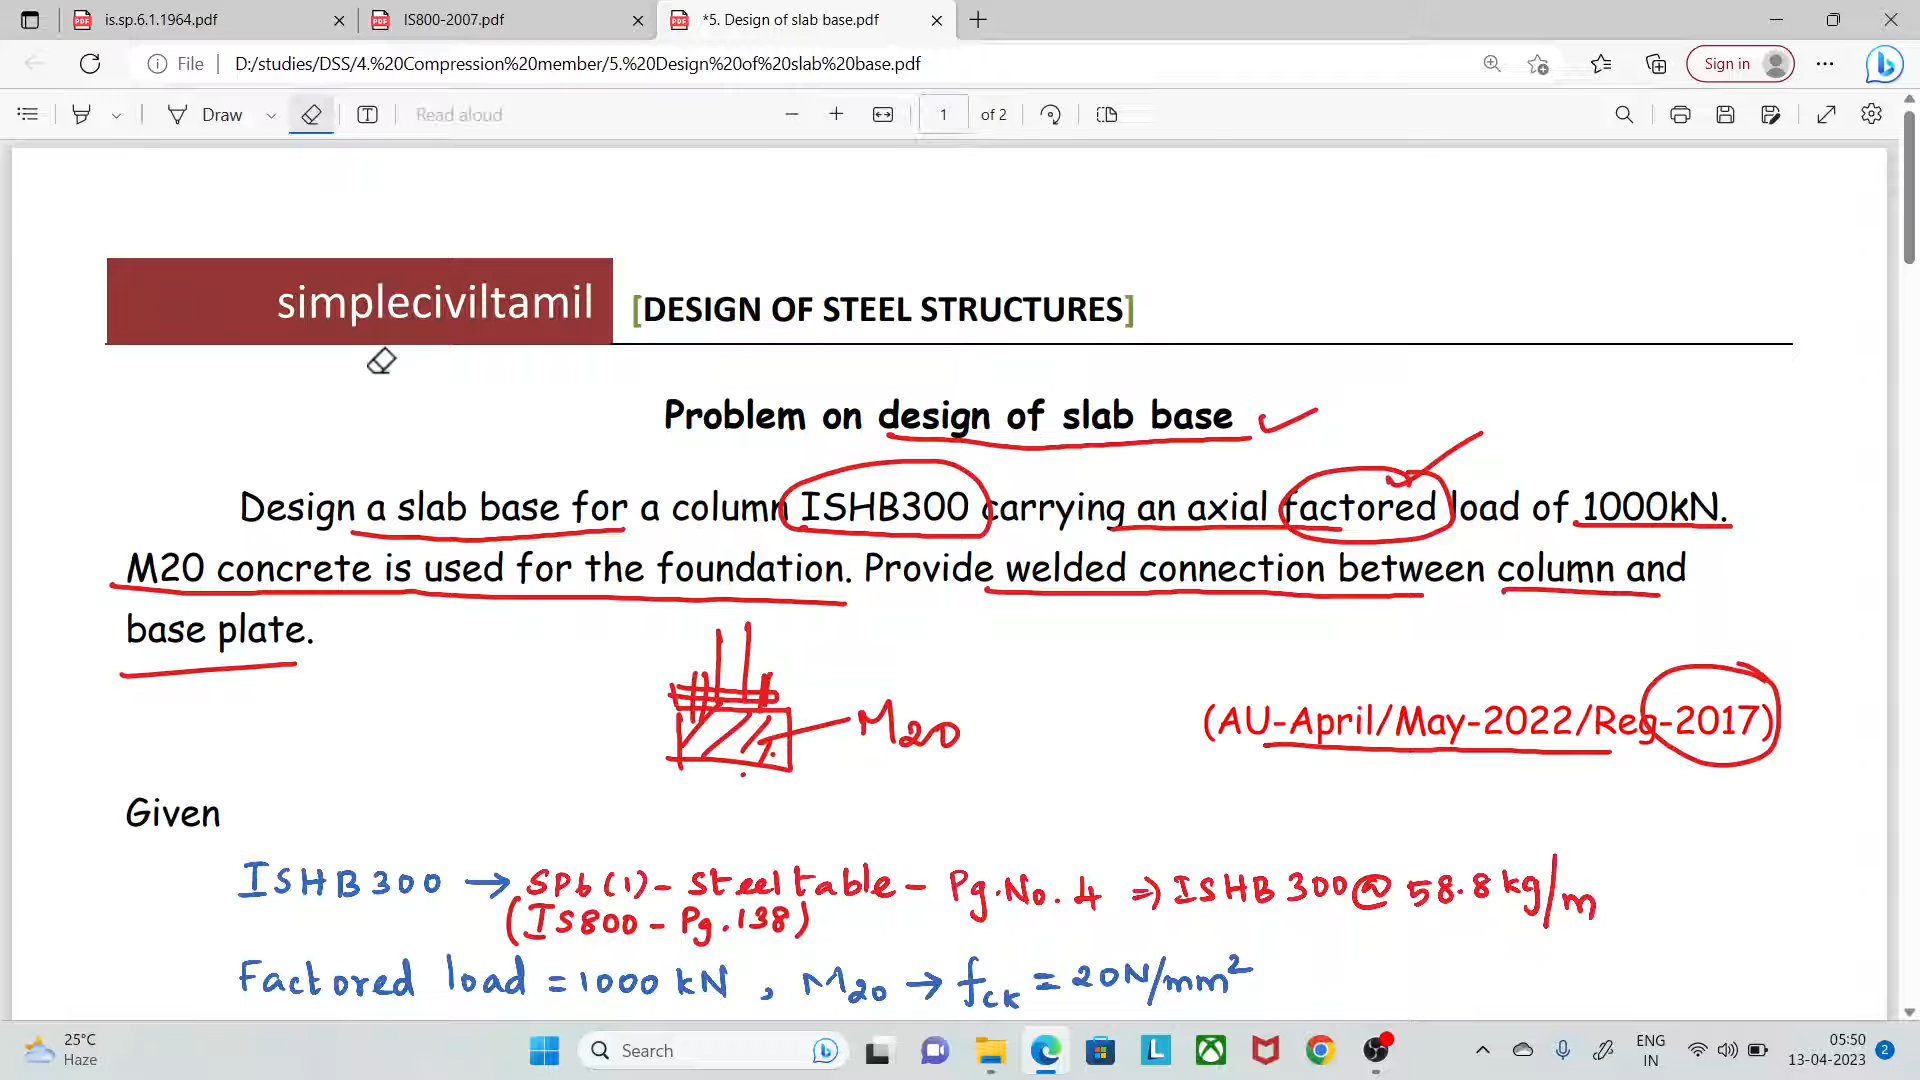 is.sp.6.1.1964.pdf
IS800-2007.pdf
*5. Design of slab base.pdf
File
D:/studies/DSS/4.%20Compression%20member/5.%20Design%20of%20slab%20base.pdf
Sign in
Draw
Read aloud
1
of 2
simpleciviltamil
[DESIGN OF STEEL STRUCTURES]
Problem on design of slab base
Design a slab base for a column ISHB300 carrying an axial factored load of 1000kN.
M20 concrete is used for the foundation. Provide welded connection between column and
base plate.
M20
(AU-April/May-2022/Reg-2017)
Given
ISHB300 → SP6(1)- Steel table - Pg.No. 4 => ISHB 300@ 58.8kg/m
(IS800 - Pg.138)
Factored load = 1000 kN , M20 → fck = 20N/mm²
25°C
Haze
Search
ENG
IN
05:50
13-04-2023
2